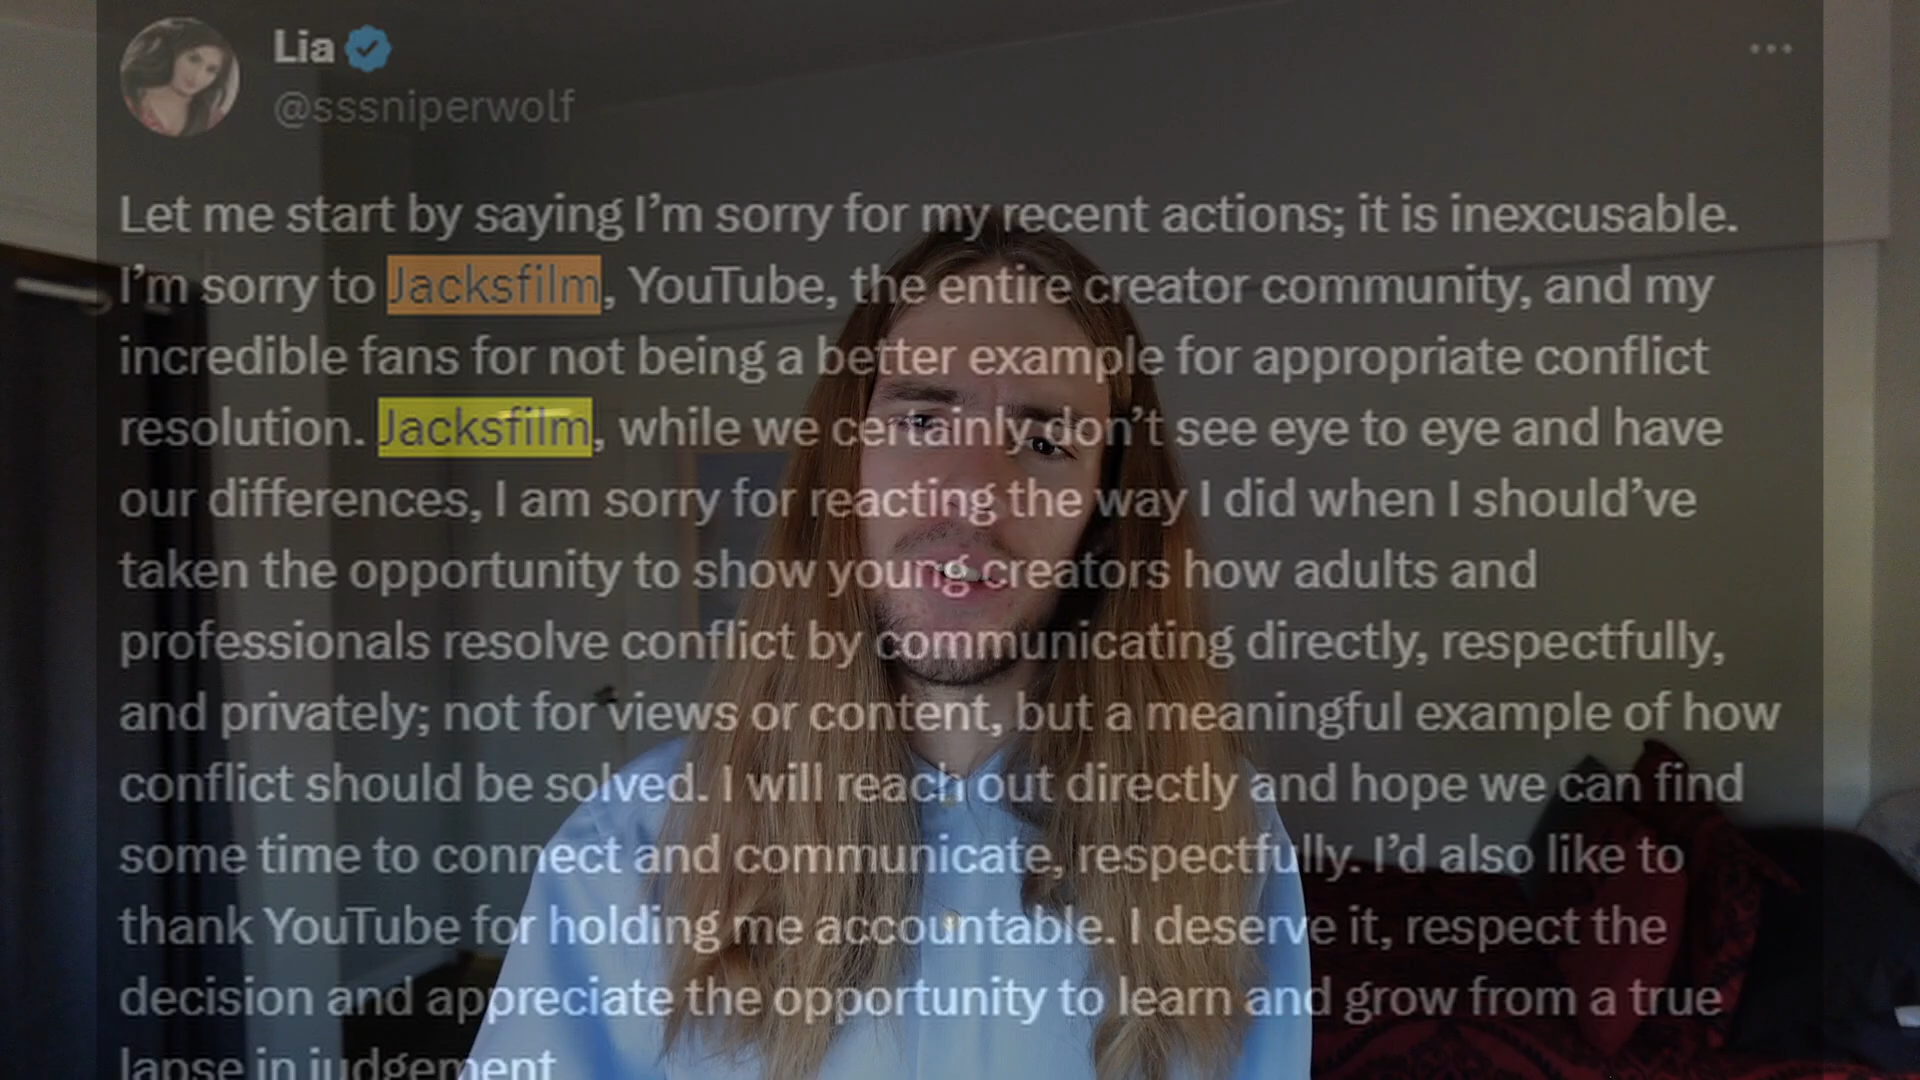 Lia
@sssniperwolf
Let me start by saying I’m sorry for my recent actions; it is inexcusable.
I’m sorry to Jacksfilm, YouTube, the entire creator community, and my
incredible fans for not being a better example for appropriate conflict
resolution. Jacksfilm, while we certainly don’t see eye to eye and have
our differences, I am sorry for reacting the way I did when I should’ve
taken the opportunity to show young creators how adults and
professionals resolve conflict by communicating directly, respectfully,
and privately; not for views or content, but a meaningful example of how
conflict should be solved. I will reach out directly and hope we can find
some time to connect and communicate, respectfully. I’d also like to
thank YouTube for holding me accountable. I deserve it, respect the
decision and appreciate the opportunity to learn and grow from a true
lapse in judgement